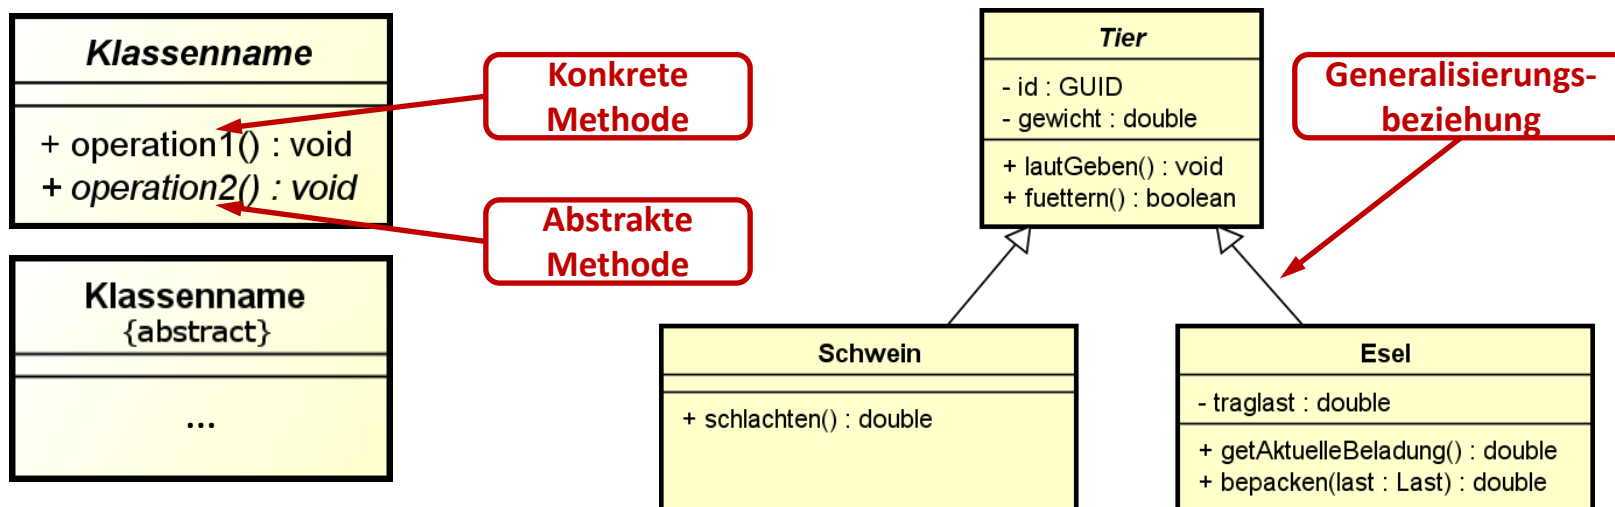 Klassenname
+ operation1() : void
+ operation2() : void
Konkrete
Methode
Abstrakte
Methode
Klassenname
{abstract}
...
Tier
- id : GUID
- gewicht : double
+ lautGeben() : void
+ fuettern() : boolean
Generalisierungs-
beziehung
Schwein
+ schlachten() : double
Esel
- traglast : double
+ getAktuelleBeladung() : double
+ bepacken(last : Last) : double